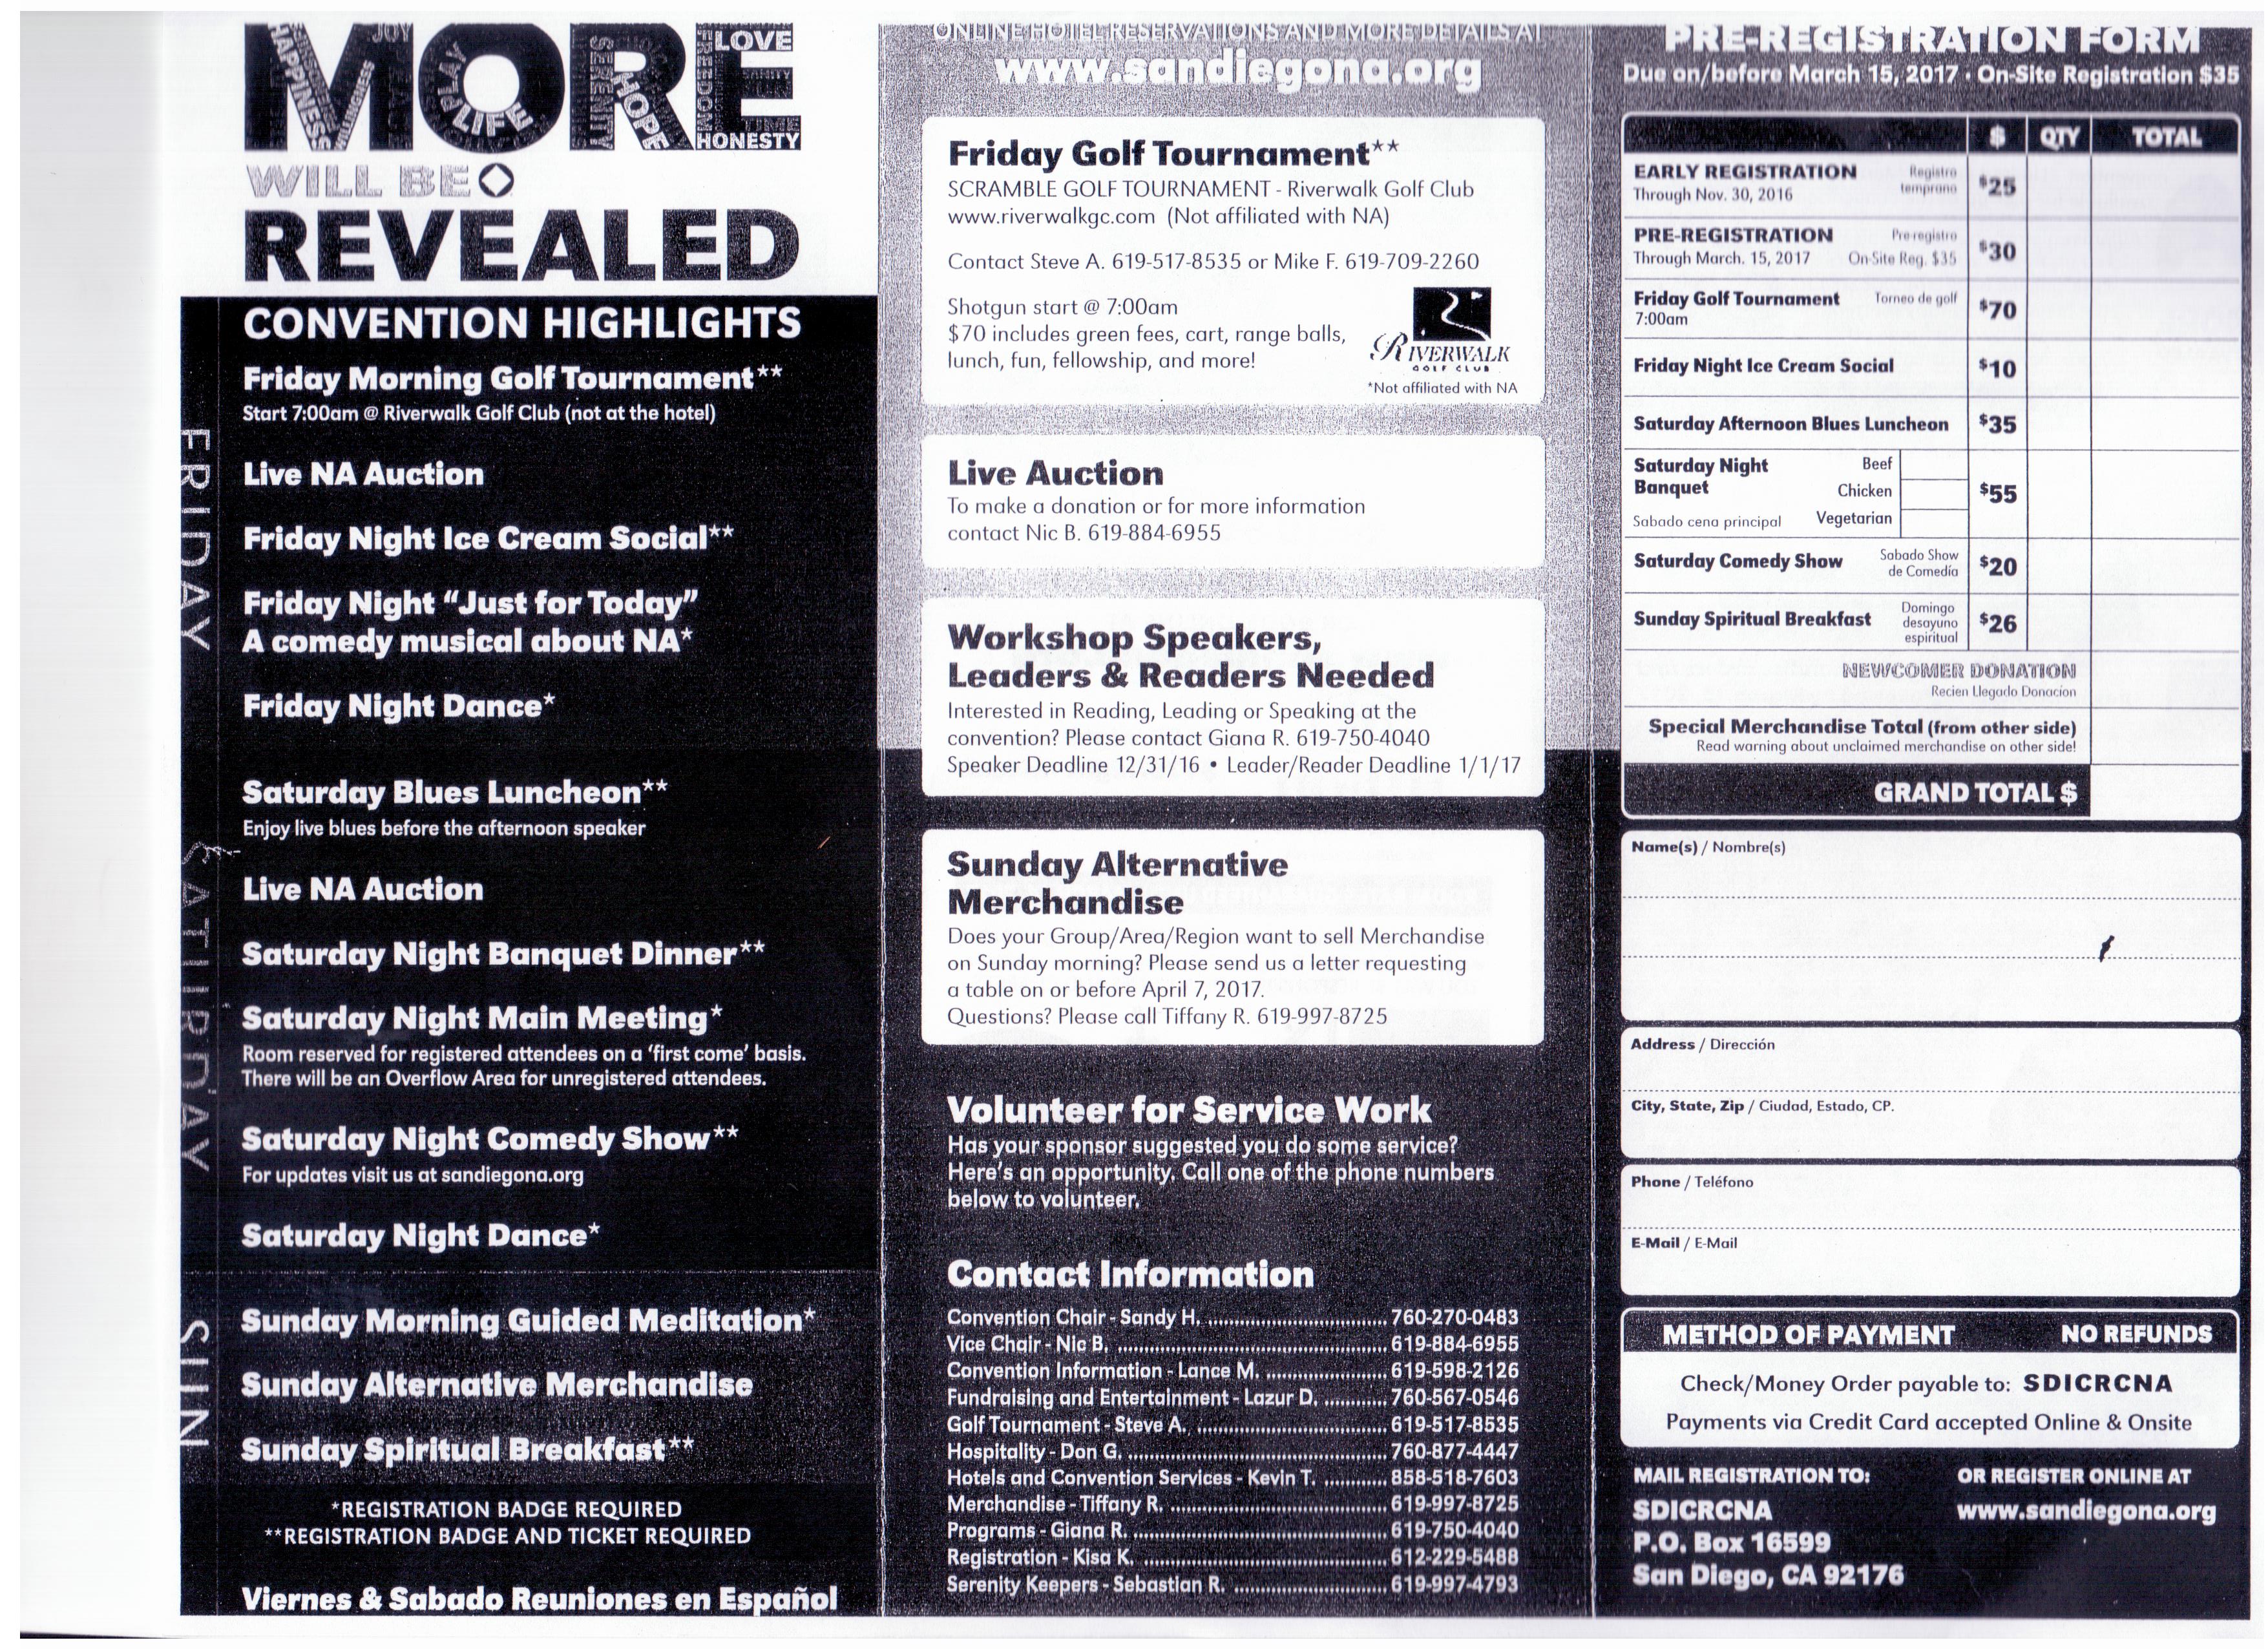 MORE
HAPPINESS
WILLINGNESS
JOY
PLAY
LIFE
SERENITY
HOPE
FREEDOM
LOVE
SANITY
TIME
HONESTY
WILL BE
REVEALED
CONVENTION HIGHLIGHTS
FRIDAY
Friday Morning Golf Tournament**
Start 7:00am @ Riverwalk Golf Club (not at the hotel)
Live NA Auction
Friday Night Ice Cream Social**
Friday Night “Just for Today”
A comedy musical about NA*
Friday Night Dance*
SATURDAY
Saturday Blues Luncheon**
Enjoy live blues before the afternoon speaker
Live NA Auction
Saturday Night Banquet Dinner**
Saturday Night Main Meeting*
Room reserved for registered attendees on a ‘first come’ basis.
There will be an Overflow Area for unregistered attendees.
Saturday Night Comedy Show**
For updates visit us at sandiegona.org
Saturday Night Dance*
SUN
Sunday Morning Guided Meditation*
Sunday Alternative Merchandise
Sunday Spiritual Breakfast**
*REGISTRATION BADGE REQUIRED
**REGISTRATION BADGE AND TICKET REQUIRED
Viernes & Sabado Reuniones en Español
ONLINE HOTEL RESERVATIONS AND MORE DETAILS AT
www.sandiegona.org
Friday Golf Tournament**
SCRAMBLE GOLF TOURNAMENT - Riverwalk Golf Club
www.riverwalkgc.com (Not affiliated with NA)
Contact Steve A. 619-517-8535 or Mike F. 619-709-2260
Shotgun start @ 7:00am
$70 includes green fees, cart, range balls,
lunch, fun, fellowship, and more!
RIVERWALK
GOLF CLUB
*Not affiliated with NA
Live Auction
To make a donation or for more information
contact Nic B. 619-884-6955
Workshop Speakers,
Leaders & Readers Needed
Interested in Reading, Leading or Speaking at the
convention? Please contact Giana R. 619-750-4040
Speaker Deadline 12/31/16 • Leader/Reader Deadline 1/1/17
Sunday Alternative
Merchandise
Does your Group/Area/Region want to sell Merchandise
on Sunday morning? Please send us a letter requesting
a table on or before April 7, 2017.
Questions? Please call Tiffany R. 619-997-8725
Volunteer for Service Work
Has your sponsor suggested you do some service?
Here’s an opportunity. Call one of the phone numbers
below to volunteer.
Contact Information
Convention Chair - Sandy H. 760-270-0483
Vice Chair - Nic B. 619-884-6955
Convention Information - Lance M. 619-598-2126
Fundraising and Entertainment - Lazur D. 760-567-0546
Golf Tournament - Steve A. 619-517-8535
Hospitality - Don G. 760-877-4447
Hotels and Convention Services - Kevin T. 858-518-7603
Merchandise - Tiffany R. 619-997-8725
Programs - Giana R. 619-750-4040
Registration - Kisa K. 612-229-5488
Serenity Keepers - Sebastian R. 619-997-4793
PRE-REGISTRATION FORM
Due on/before March 15, 2017 • On-Site Registration $35
$ QTY TOTAL
EARLY REGISTRATION Registro
Through Nov. 30, 2016 temprano $25
PRE-REGISTRATION Pre-registro
Through March. 15, 2017 On-Site Reg. $35 $30
Friday Golf Tournament Torneo de golf
7:00am $70
Friday Night Ice Cream Social $10
Saturday Afternoon Blues Luncheon $35
Saturday Night Beef
Banquet Chicken $55
Sabado cena principal Vegetarian
Saturday Comedy Show Sabado Show
de Comedia $20
Sunday Spiritual Breakfast Domingo
desayuno $26
espiritual
NEWCOMER DONATION
Recien Llegado Donacion
Special Merchandise Total (from other side)
Read warning about unclaimed merchandise on other side!
GRAND TOTAL $
Name(s) / Nombre(s)
Address / Dirección
City, State, Zip / Ciudad, Estado, CP.
Phone / Teléfono
E-Mail / E-Mail
METHOD OF PAYMENT NO REFUNDS
Check/Money Order payable to: SDICRCNA
Payments via Credit Card accepted Online & Onsite
MAIL REGISTRATION TO: OR REGISTER ONLINE AT
SDICRCNA www.sandiegona.org
P.O. Box 16599
San Diego, CA 92176